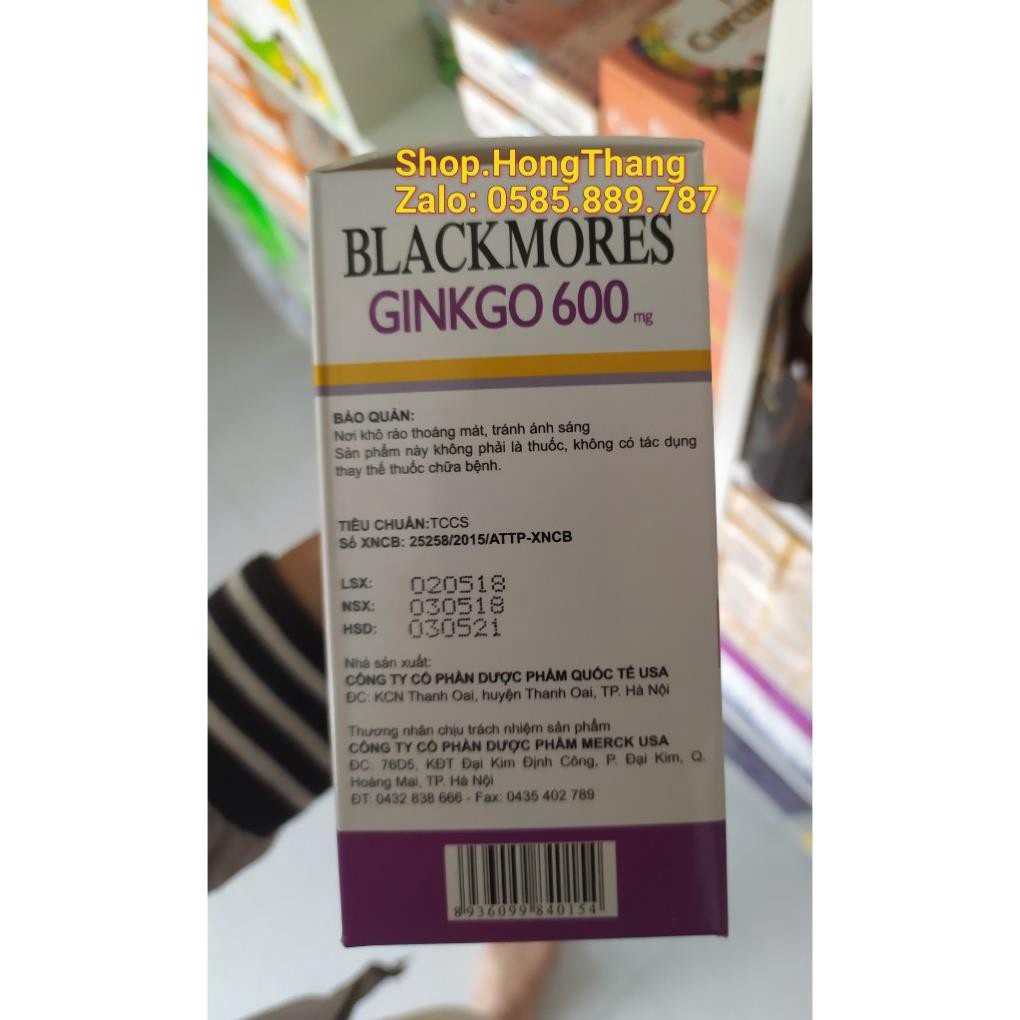 Curcu
Shop.HongThang
Zalo: 0585.889.787
BLACKMORES
GINKGO 600 mg
BẢO QUẢN:
Nơi khô ráo thoáng mát, tránh ánh sáng
Sản phẩm này không phải là thuốc, không có tác dụng
thay thế thuốc chữa bệnh.
TIÊU CHUẨN:TCCS
Số XNCB: 25258/2015/ATTP-XNCB
LSX: 020518
NSX: 030518
HSD: 030521
Nhà sản xuất:
CÔNG TY CỔ PHẦN DƯỢC PHẨM QUỐC TẾ USA
ĐC: KCN Thanh Oai, huyện Thanh Oai, TP. Hà Nội
Thương nhân chịu trách nhiệm sản phẩm
CÔNG TY CỔ PHẦN DƯỢC PHẨM MERCK USA
ĐC: 76D5, KĐT Đại Kim Định Công, P. Đại Kim, Q.
Hoàng Mai, TP. Hà Nội
ĐT: 0432 838 666 - Fax: 0435 402 789
8936099 840154